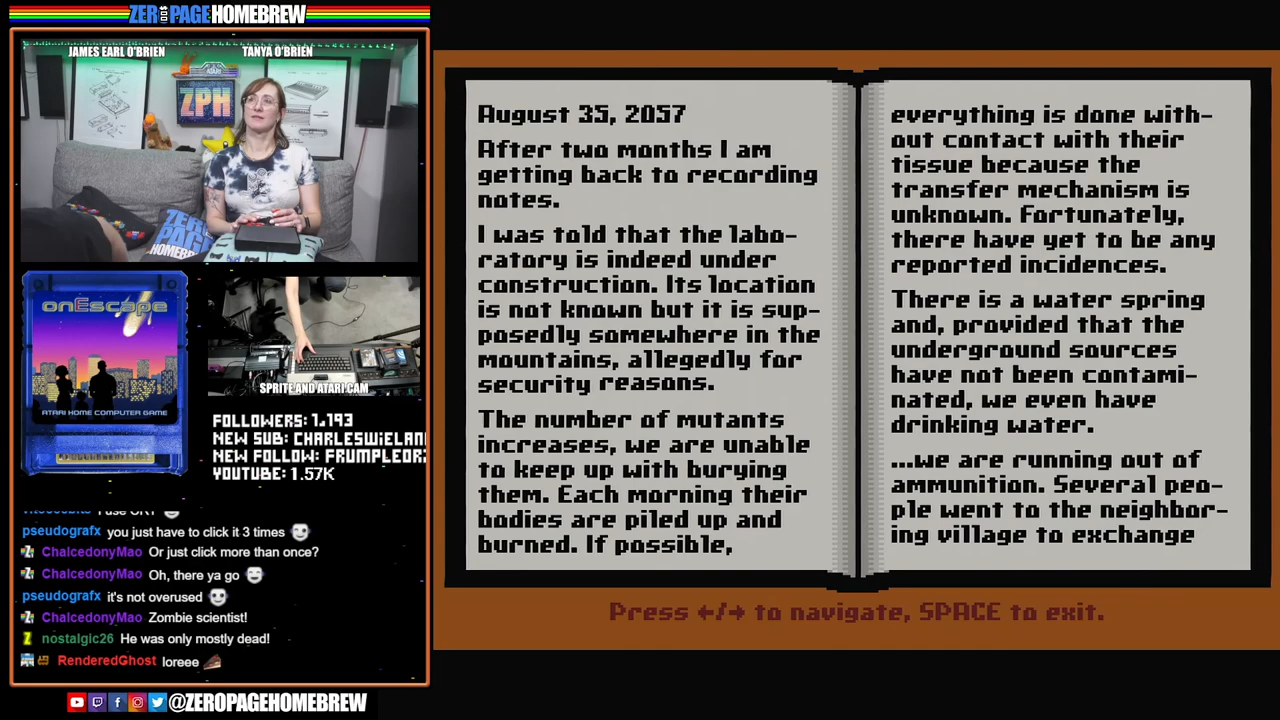 ZER0PAGE HOMEBREW
JAMES EARL O'BRIEN
TANYA O'BRIEN
ATARI
ZPH
ZERO
PAGE
HOMEBR
onEscape
ATARI HOME COMPUTER GAME
SPRITE AND ATARI CAM
FOLLOWERS: 1,193
NEW SUB: CHARLESWIELAN
NEW FOLLOW: FRUMPLEORZ
YOUTUBE: 1.57K
pseudografx you just have to click it 3 times
ChalcedonyMao Or just click more than once?
ChalcedonyMao Oh, there ya go
pseudografx it's not overused
ChalcedonyMao Zombie scientist!
nostalgic26 He was only mostly dead!
RenderedGhost loreee
@ZEROPAGEHOMEBREW
August 35, 2057
After two months I am
getting back to recording
notes.
I was told that the labo-
ratory is indeed under
construction. Its location
is not known but it is sup-
posedly somewhere in the
mountains, allegedly for
security reasons.
The number of mutants
increases, we are unable
to keep up with burying
them. Each morning their
bodies are piled up and
burned. If possible,
everything is done with-
out contact with their
tissue because the
transfer mechanism is
unknown. Fortunately,
there have yet to be any
reported incidences.
There is a water spring
and, provided that the
underground sources
have not been contami-
nated, we even have
drinking water.
...we are running out of
ammunition. Several peo-
ple went to the neighbor-
ing village to exchange
Press ←/→ to navigate, SPACE to exit.